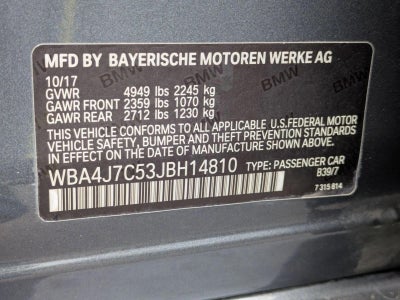 MFD BY BAYERISCHE MOTOREN WERKE AG
10/17
GVWR 4949 lbs 2245 kg
GAWR FRONT 2359 lbs 1070 kg
GAWR REAR 2712 lbs 1230 kg
THIS VEHICLE CONFORMS TO ALL APPLICABLE U.S.FEDERAL MOTOR
VEHICLE SAFETY, BUMPER AND THEFT PREVENTION STANDARDS IN
EFFECT ON THE DATE OF MANUFACTURE SHOWN ABOVE.
WBA4J7C53JBH14810 TYPE: PASSENGER CAR
B39/7
7 315 814